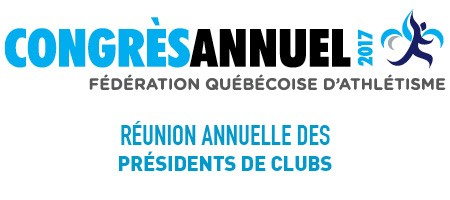 CONGRÈSANNUEL 2017
FÉDÉRATION QUÉBÉCOISE D'ATHLÉTISME
RÉUNION ANNUELLE DES
PRÉSIDENTS DE CLUBS